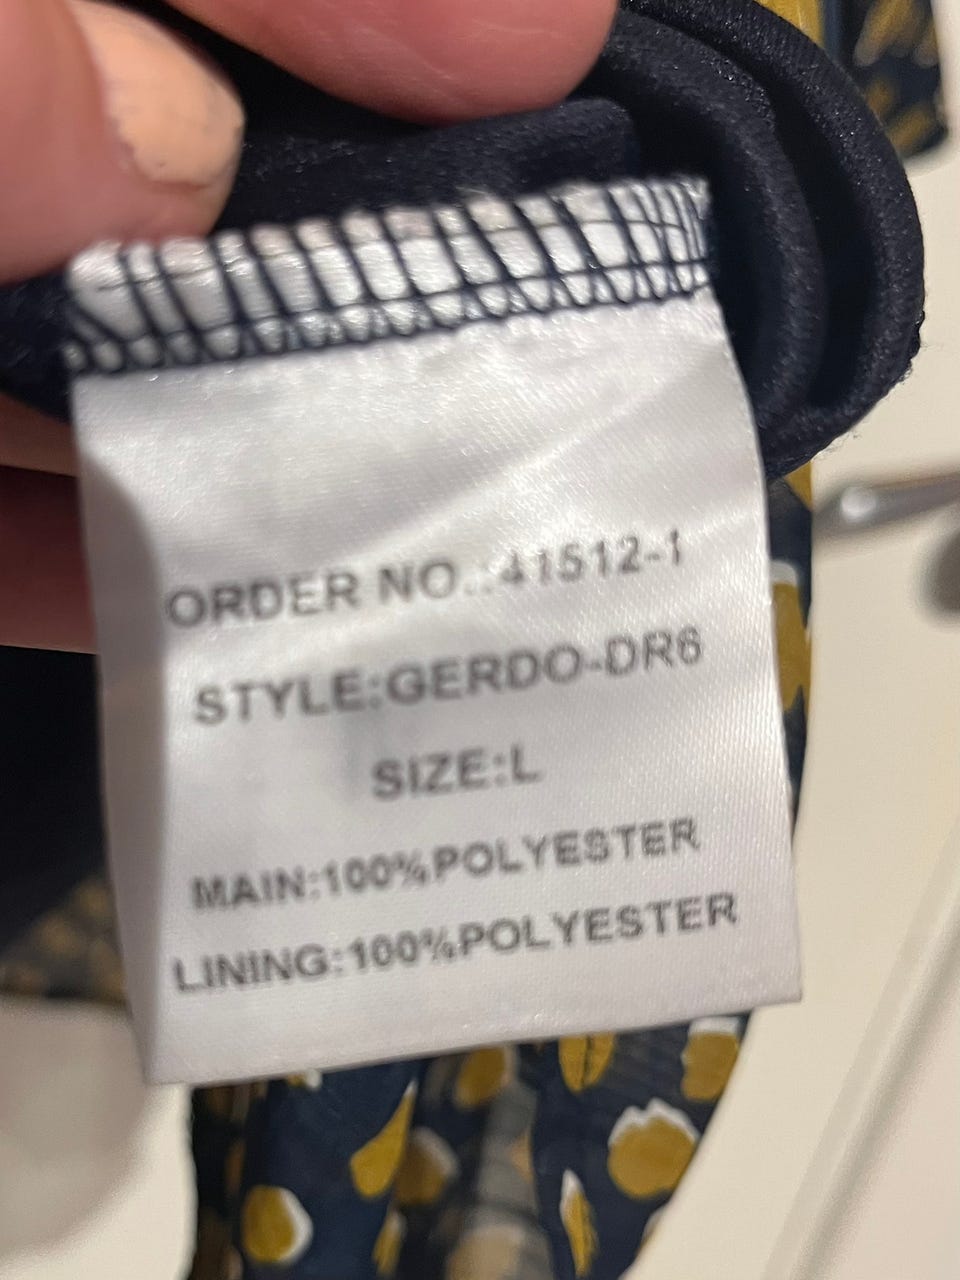 ORDER NO.:41512-1
STYLE:GERDO-DR6
SIZE:L
MAIN:100%POLYESTER
LINING:100%POLYESTER